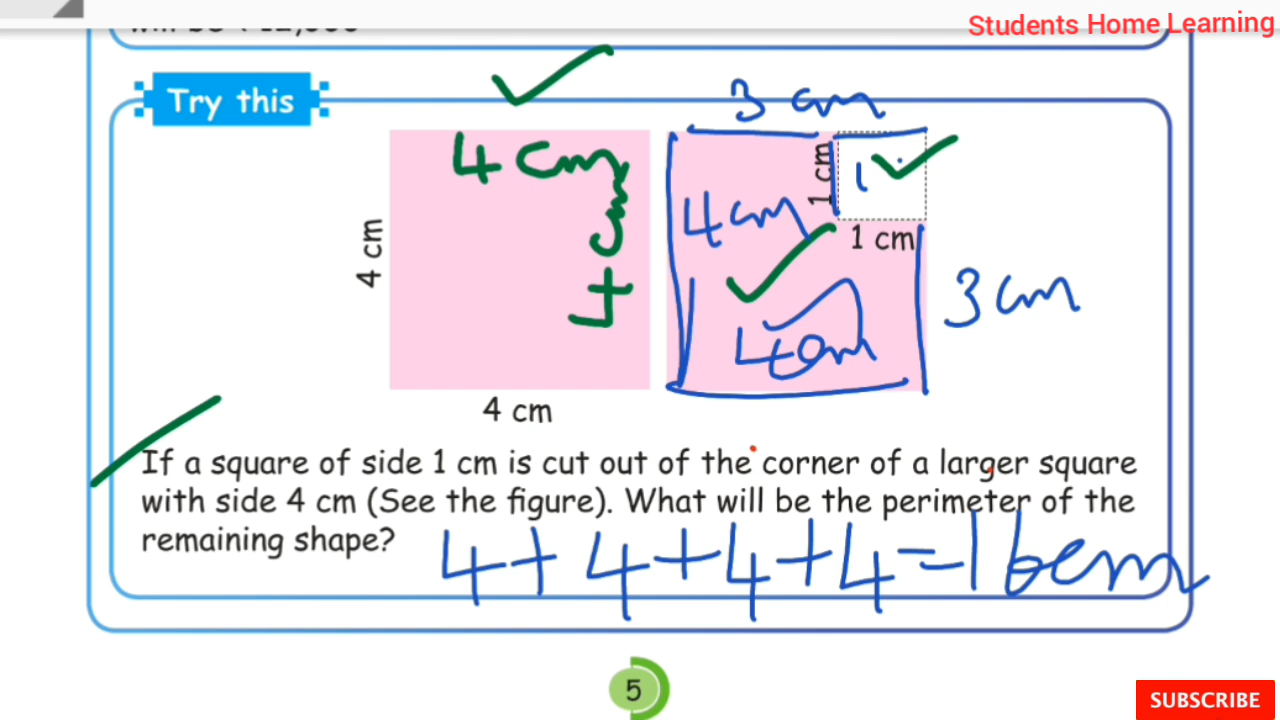 Students Home Learning
Try this
3 cm
4 cm
4 cm
4 cm
4 cm
1 cm
1
4 cm
1 cm
3 cm
4 cm
If a square of side 1 cm is cut out of the corner of a larger square
with side 4 cm (See the figure). What will be the perimeter of the
remaining shape?
4 + 4 + 4 + 4 = 16cm
5
SUBSCRIBE